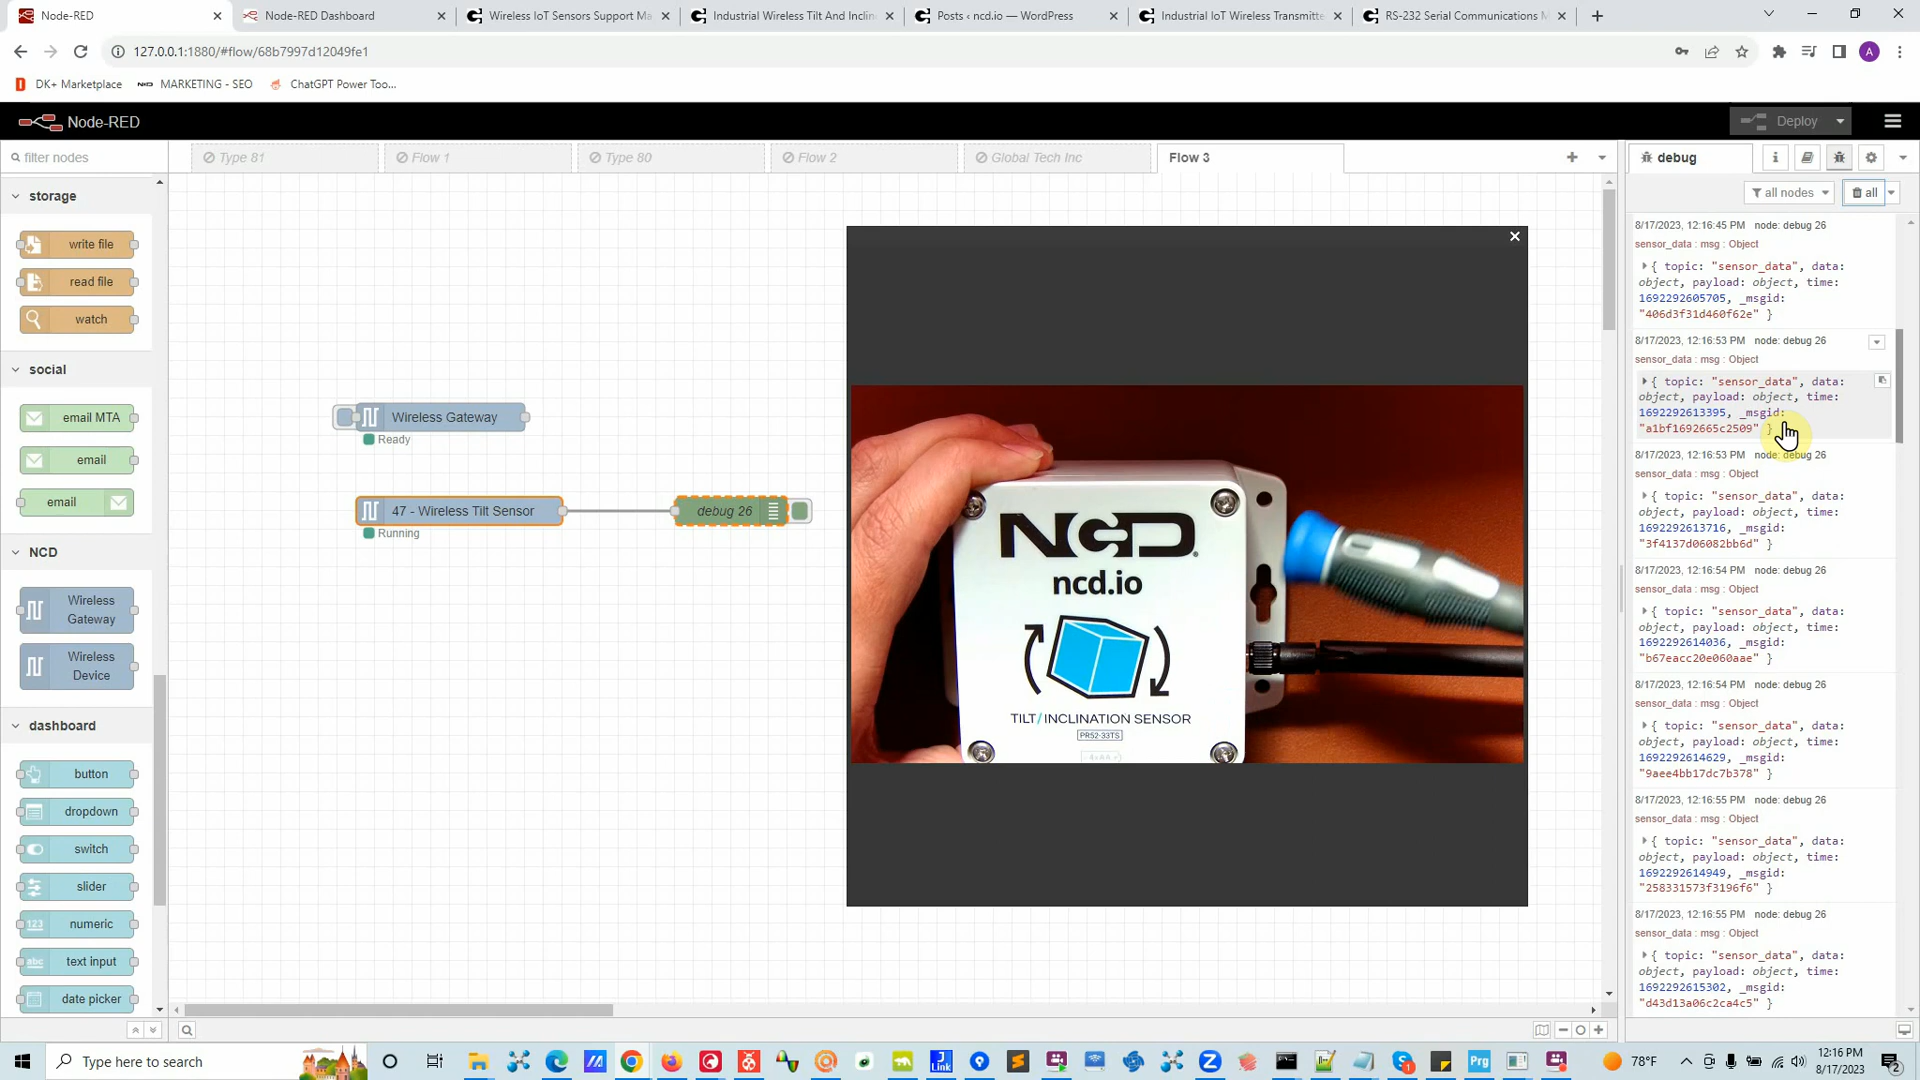 Node-RED
Node-RED Dashboard
Wireless IoT Sensors Support Ma
Industrial Wireless Tilt And Inclin
Posts ‹ ncd.io — WordPress
Industrial IoT Wireless Transmitte
RS-232 Serial Communications M
127.0.0.1:1880/#flow/68b7997d12049fe1
A
DK+ Marketplace
NCD MARKETING - SEO
ChatGPT Power Too...
Node-RED
Deploy
filter nodes
Type 81
Flow 1
Type 80
Flow 2
Global Tech Inc
Flow 3
debug
all nodes
all
storage
write file
read file
watch
social
email MTA
email
email
NCD
Wireless
Gateway
Wireless
Device
dashboard
button
dropdown
switch
slider
123 numeric
abc text input
date picker
Wireless Gateway
Ready
47 - Wireless Tilt Sensor
Running
debug 26
NCD
ncd.io
TILT/INCLINATION SENSOR
PR52-33TS
8/17/2023, 12:16:45 PM node: debug 26
sensor_data : msg : Object
{ topic: "sensor_data", data:
object, payload: object, time:
1692292605705, _msgid:
"406d3f31d460f62e" }
8/17/2023, 12:16:53 PM node: debug 26
sensor_data : msg : Object
{ topic: "sensor_data", data:
object, payload: object, time:
1692292613395, _msgid:
"a1bf1692665c2509" }
8/17/2023, 12:16:53 PM node: debug 26
sensor_data : msg : Object
{ topic: "sensor_data", data:
object, payload: object, time:
1692292613716, _msgid:
"3f4137d06082bb6d" }
8/17/2023, 12:16:54 PM node: debug 26
sensor_data : msg : Object
{ topic: "sensor_data", data:
object, payload: object, time:
1692292614036, _msgid:
"b67eacc20e060aae" }
8/17/2023, 12:16:54 PM node: debug 26
sensor_data : msg : Object
{ topic: "sensor_data", data:
object, payload: object, time:
1692292614629, _msgid:
"9aee4bb17dc7b378" }
8/17/2023, 12:16:55 PM node: debug 26
sensor_data : msg : Object
{ topic: "sensor_data", data:
object, payload: object, time:
1692292614949, _msgid:
"258331573f3196f6" }
8/17/2023, 12:16:55 PM node: debug 26
sensor_data : msg : Object
{ topic: "sensor_data", data:
object, payload: object, time:
1692292615302, _msgid:
"d43d13a06c2ca4c5" }
Type here to search
Link
Prg
78°F
12:16 PM
8/17/2023
2